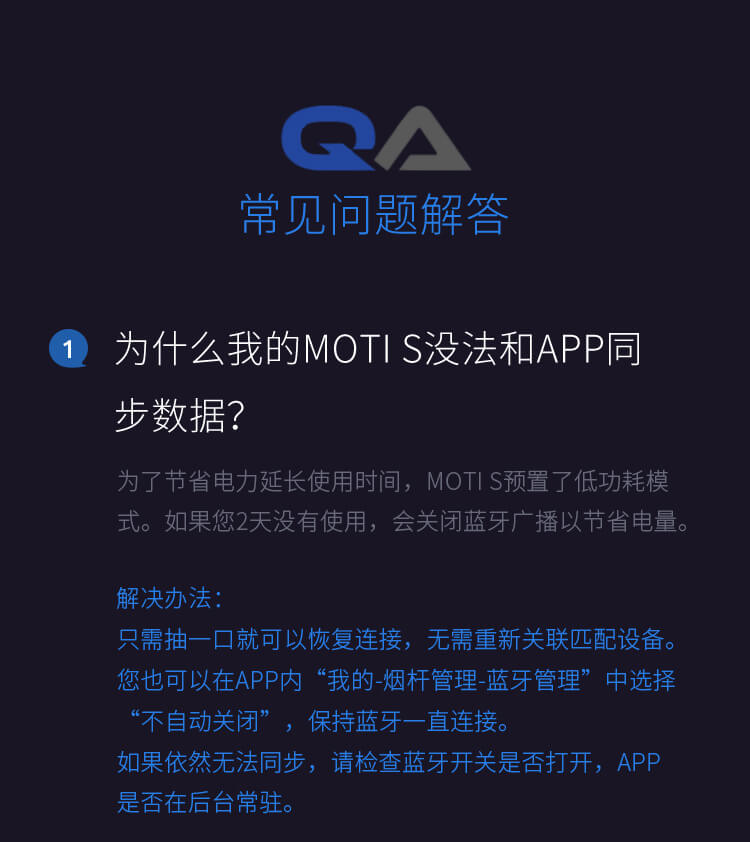 QA
常见问题解答
1 为什么我的MOTI S没法和APP同
步数据？
为了节省电力延长使用时间，MOTI S预置了低功耗模
式。如果您2天没有使用，会关闭蓝牙广播以节省电量。
解决办法：
只需抽一口就可以恢复连接，无需重新关联匹配设备。
您也可以在APP内“我的-烟杆管理-蓝牙管理”中选择
“不自动关闭”，保持蓝牙一直连接。
如果依然无法同步，请检查蓝牙开关是否打开，APP
是否在后台常驻。